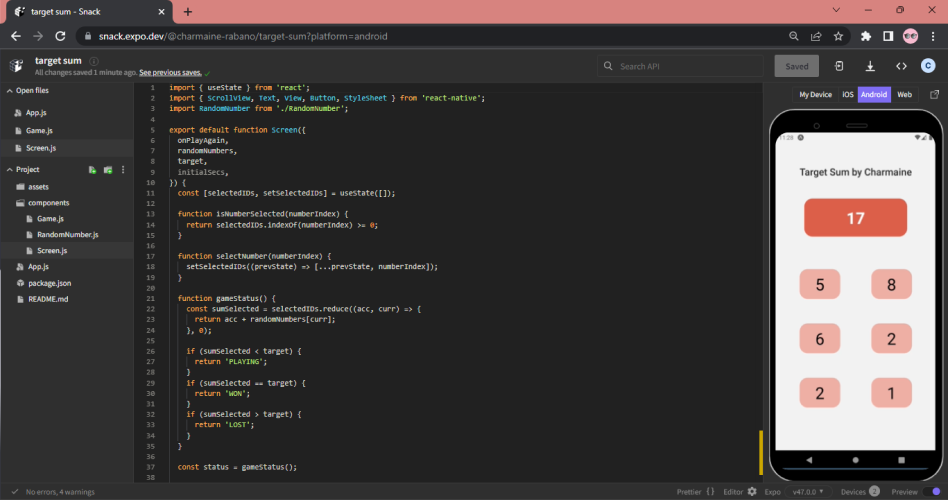 target sum - Snack
snack.expo.dev/@charmaine-rabano/target-sum?platform=android
target sum
All changes saved 1 minute ago. See previous saves.
Search API
Saved
C
Open files
App.js
Game.js
Screen.js
Project
assets
components
Game.js
RandomNumber.js
Screen.js
App.js
package.json
README.md
1 import { useState } from 'react';
2 import { ScrollView, Text, View, Button, StyleSheet } from 'react-native';
3 import RandomNumber from './RandomNumber';
4
5 export default function Screen({
6 onPlayAgain,
7 randomNumbers,
8 target,
9 initialSecs,
10 }) {
11 const [selectedIDs, setSelectedIDs] = useState([]);
12
13 function isNumberSelected(numberIndex) {
14 return selectedIDs.indexOf(numberIndex) >= 0;
15 }
16
17 function selectNumber(numberIndex) {
18 setSelectedIDs((prevState) => [...prevState, numberIndex]);
19 }
20
21 function gameStatus() {
22 const sumSelected = selectedIDs.reduce((acc, curr) => {
23 return acc + randomNumbers[curr];
24 }, 0);
25
26 if (sumSelected < target) {
27 return 'PLAYING';
28 }
29 if (sumSelected == target) {
30 return 'WON';
31 }
32 if (sumSelected > target) {
33 return 'LOST';
34 }
35 }
36
37 const status = gameStatus();
38
My Device iOS Android Web
11:28
Target Sum by Charmaine
17
5 8
6 2
2 1
No errors, 4 warnings
Prettier {} Editor Expo v47.0.0 Devices 2 Preview